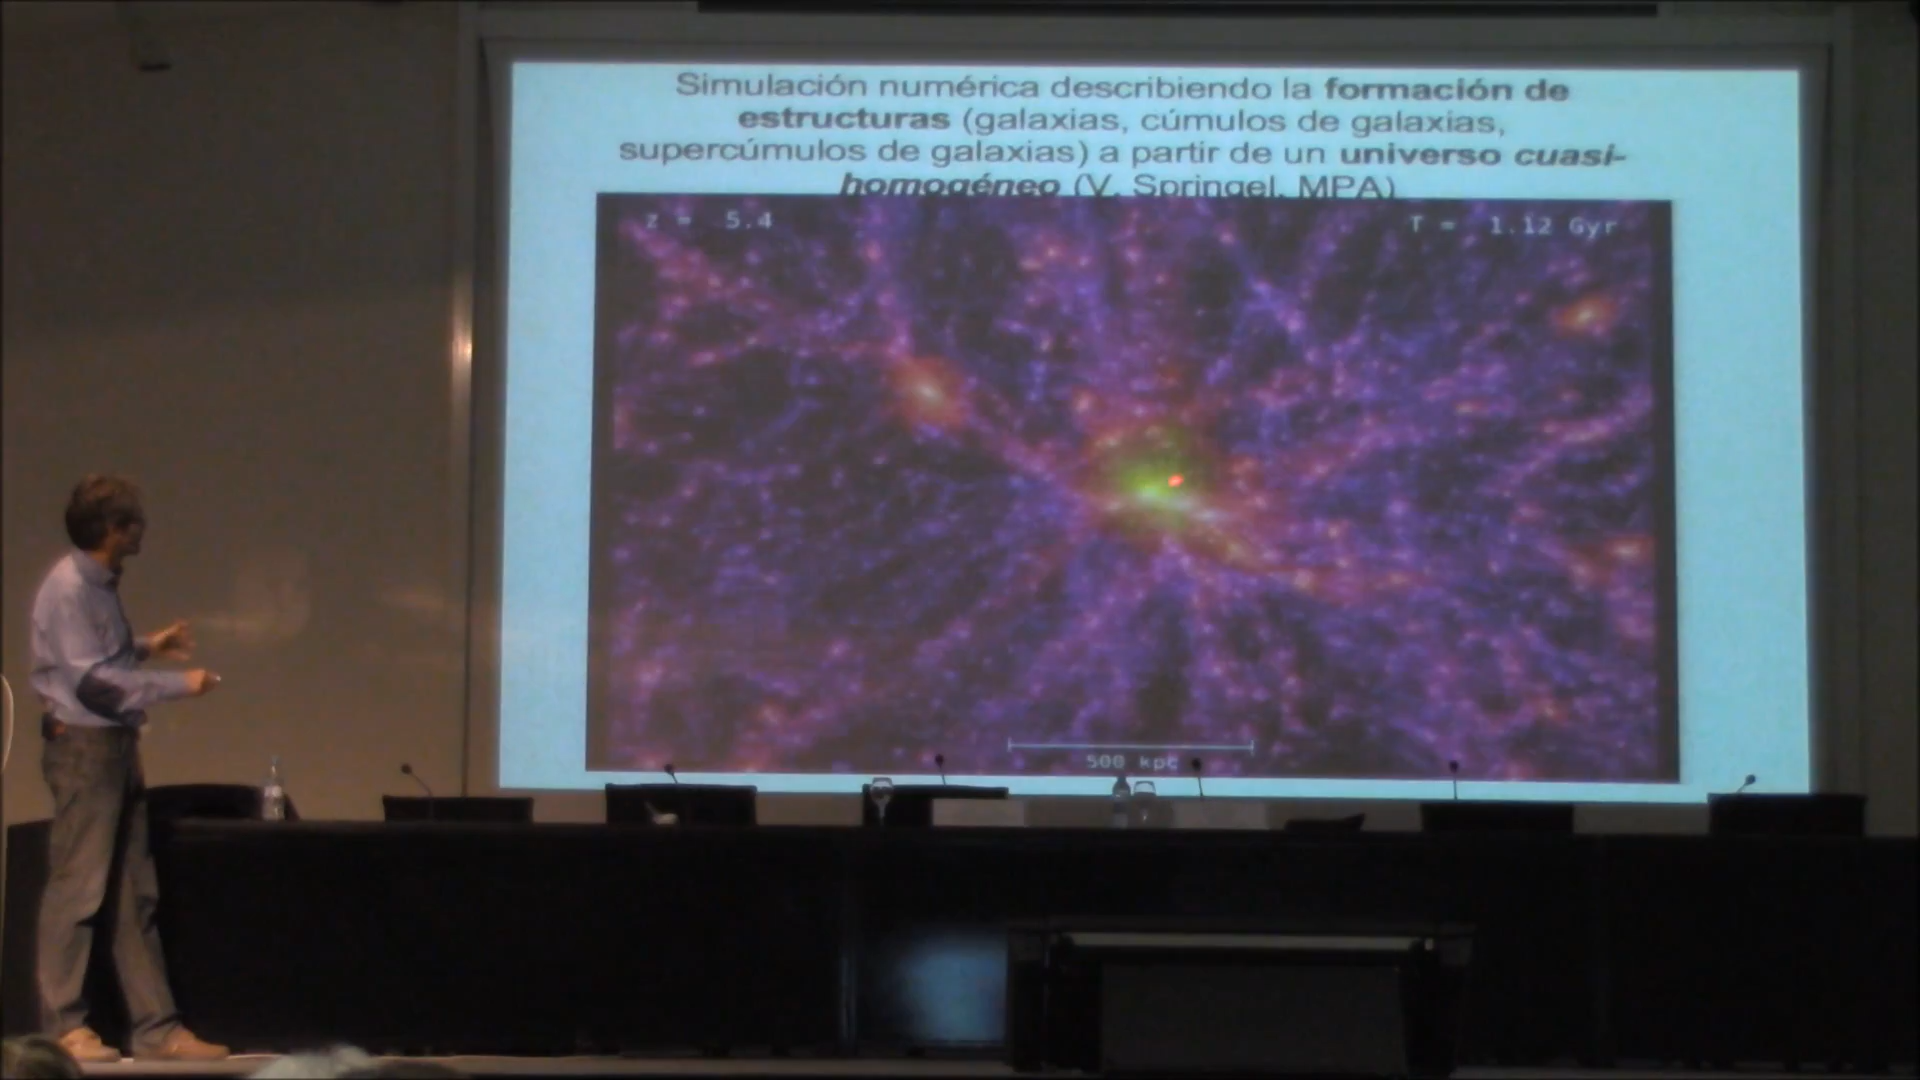 Simulación numérica describiendo la formación de
estructuras (galaxias, cúmulos de galaxias,
supercúmulos de galaxias) a partir de un universo cuasi-
homogéneo (V. Springel, MPA)
z = 5.4
T = 1.12 Gyr
500 kpc